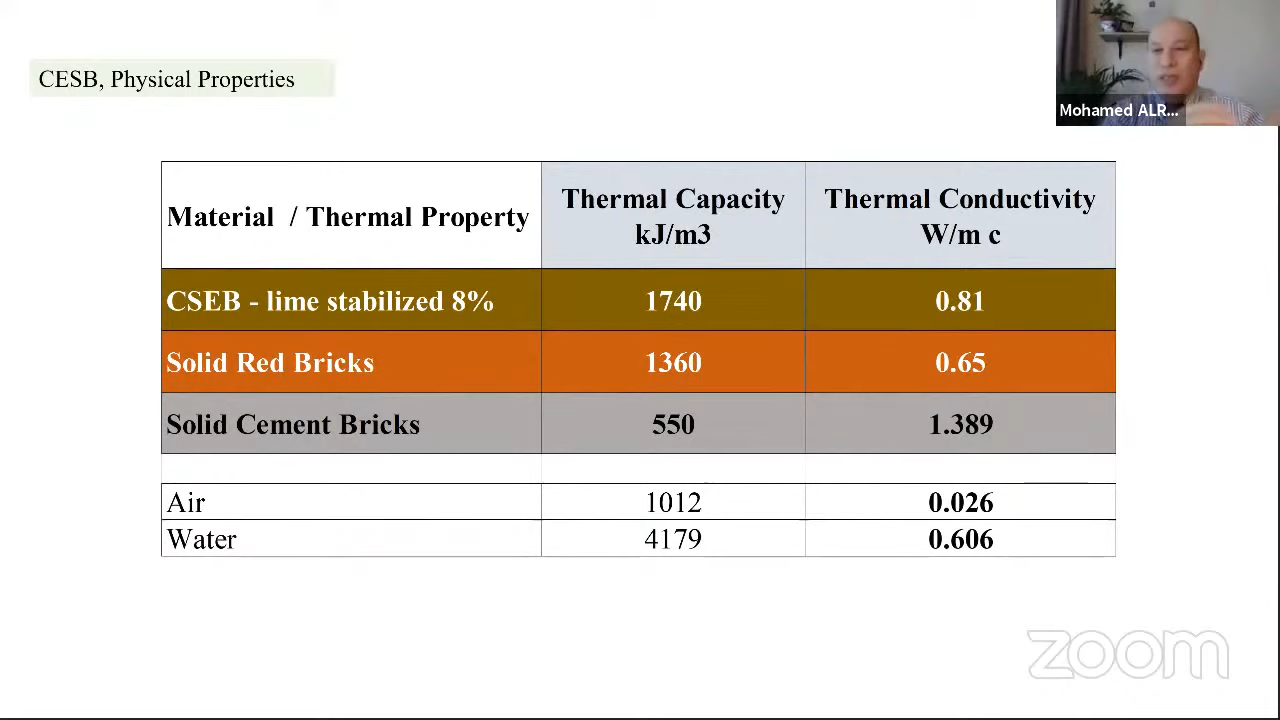 CESB, Physical Properties
Mohamed ALR...
Material / Thermal Property
Thermal Capacity
kJ/m3
Thermal Conductivity
W/m c
CSEB - lime stabilized 8% 1740 0.81
Solid Red Bricks 1360 0.65
Solid Cement Bricks 550 1.389
Air 1012 0.026
Water 4179 0.606
zoom